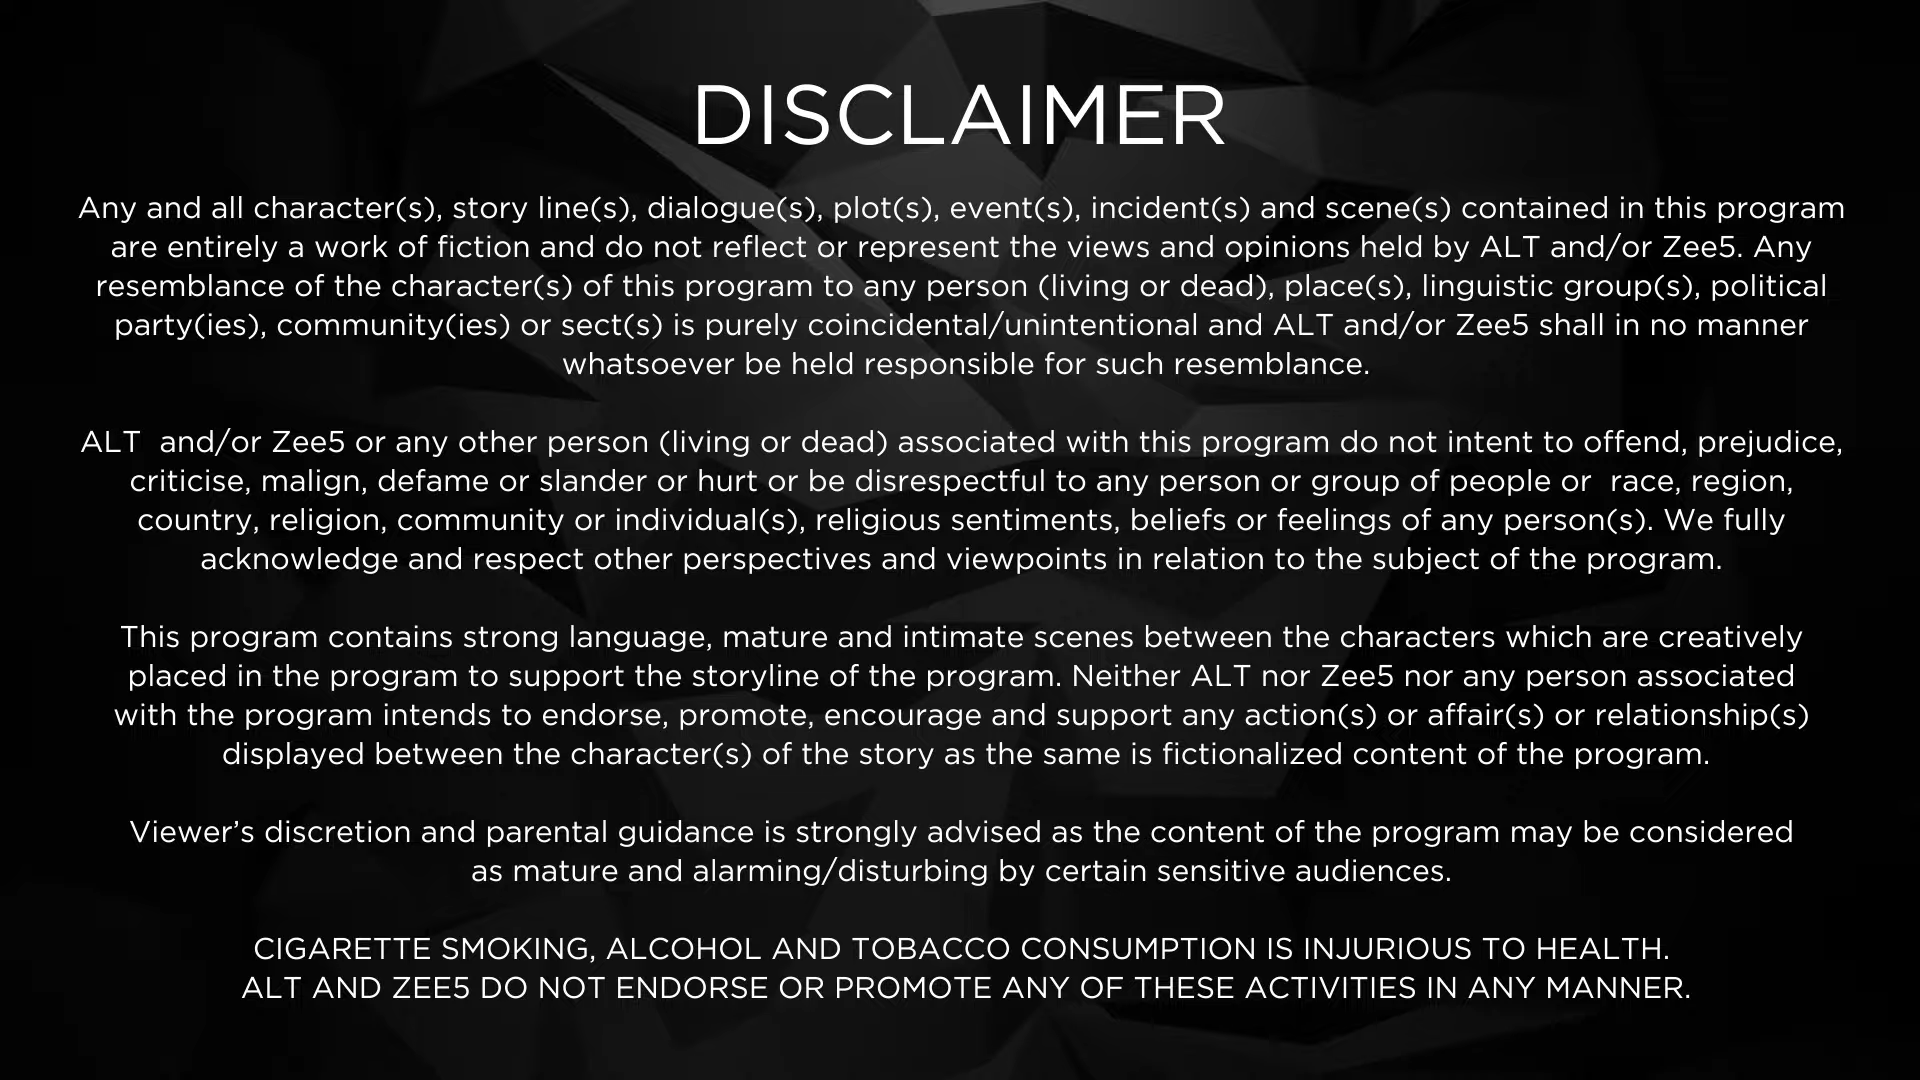 DISCLAIMER
Any and all character(s), story line(s), dialogue(s), plot(s), event(s), incident(s) and scene(s) contained in this program
are entirely a work of fiction and do not reflect or represent the views and opinions held by ALT and/or Zee5. Any
resemblance of the character(s) of this program to any person (living or dead), place(s), linguistic group(s), political
party(ies), community(ies) or sect(s) is purely coincidental/unintentional and ALT and/or Zee5 shall in no manner
whatsoever be held responsible for such resemblance.
ALT and/or Zee5 or any other person (living or dead) associated with this program do not intent to offend, prejudice,
criticise, malign, defame or slander or hurt or be disrespectful to any person or group of people or race, region,
country, religion, community or individual(s), religious sentiments, beliefs or feelings of any person(s). We fully
acknowledge and respect other perspectives and viewpoints in relation to the subject of the program.
This program contains strong language, mature and intimate scenes between the characters which are creatively
placed in the program to support the storyline of the program. Neither ALT nor Zee5 nor any person associated
with the program intends to endorse, promote, encourage and support any action(s) or affair(s) or relationship(s)
displayed between the character(s) of the story as the same is fictionalized content of the program.
Viewer’s discretion and parental guidance is strongly advised as the content of the program may be considered
as mature and alarming/disturbing by certain sensitive audiences.
CIGARETTE SMOKING, ALCOHOL AND TOBACCO CONSUMPTION IS INJURIOUS TO HEALTH.
ALT AND ZEE5 DO NOT ENDORSE OR PROMOTE ANY OF THESE ACTIVITIES IN ANY MANNER.